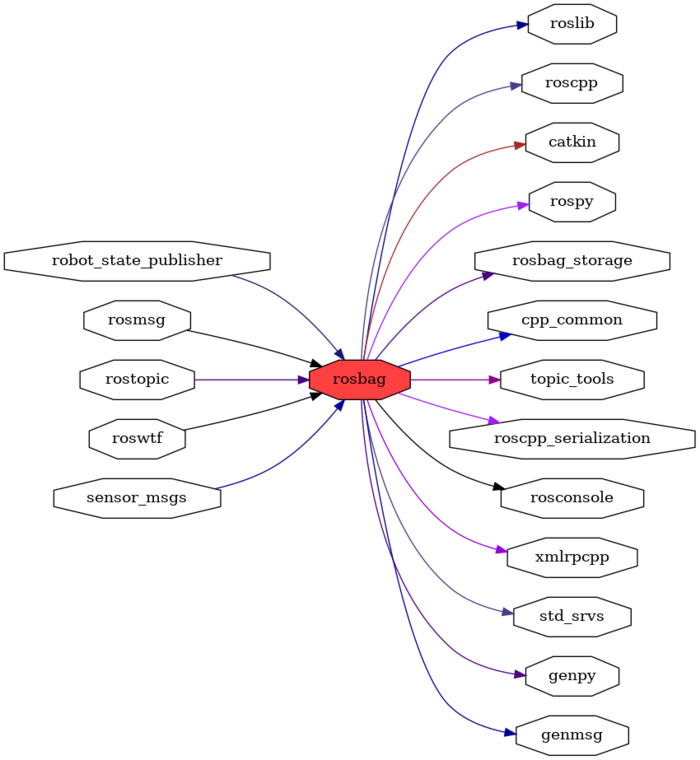 roslib
roscpp
catkin
rospy
robot_state_publisher
rosbag_storage
rosmsg
cpp_common
rostopic
rosbag
topic_tools
roswtf
roscpp_serialization
sensor_msgs
rosconsole
xmlrpcpp
std_srvs
genpy
genmsg